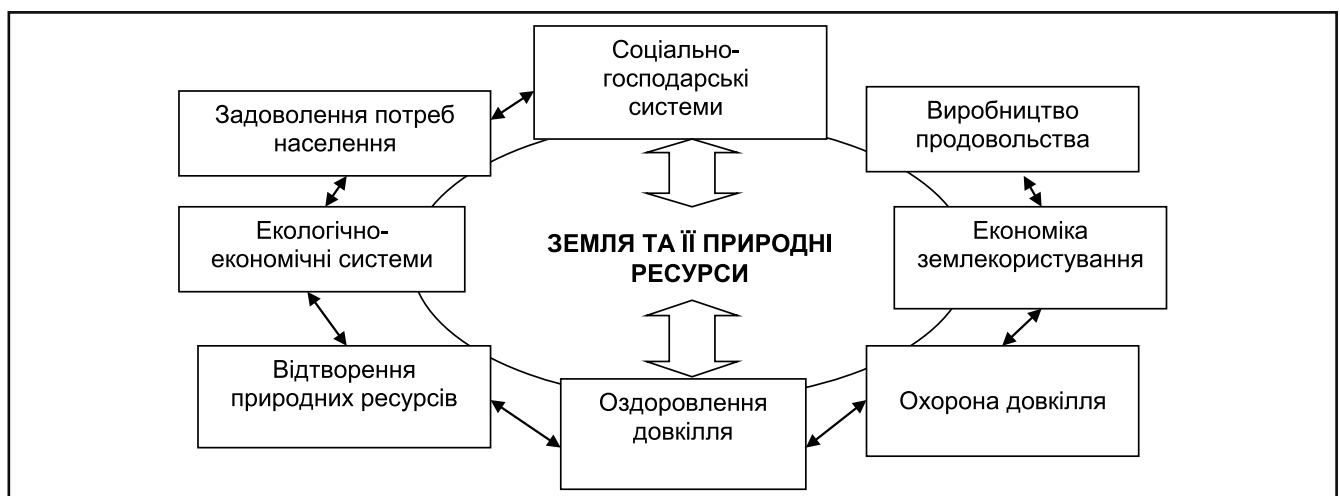 Соціально-
господарські
системи
Задоволення потреб
населення
Виробництво
продовольства
Екологічно-
економічні системи
ЗЕМЛЯ ТА ЇЇ ПРИРОДНІ
РЕСУРСИ
Економіка
землекористування
Відтворення
природних ресурсів
Оздоровлення
довкілля
Охорона довкілля